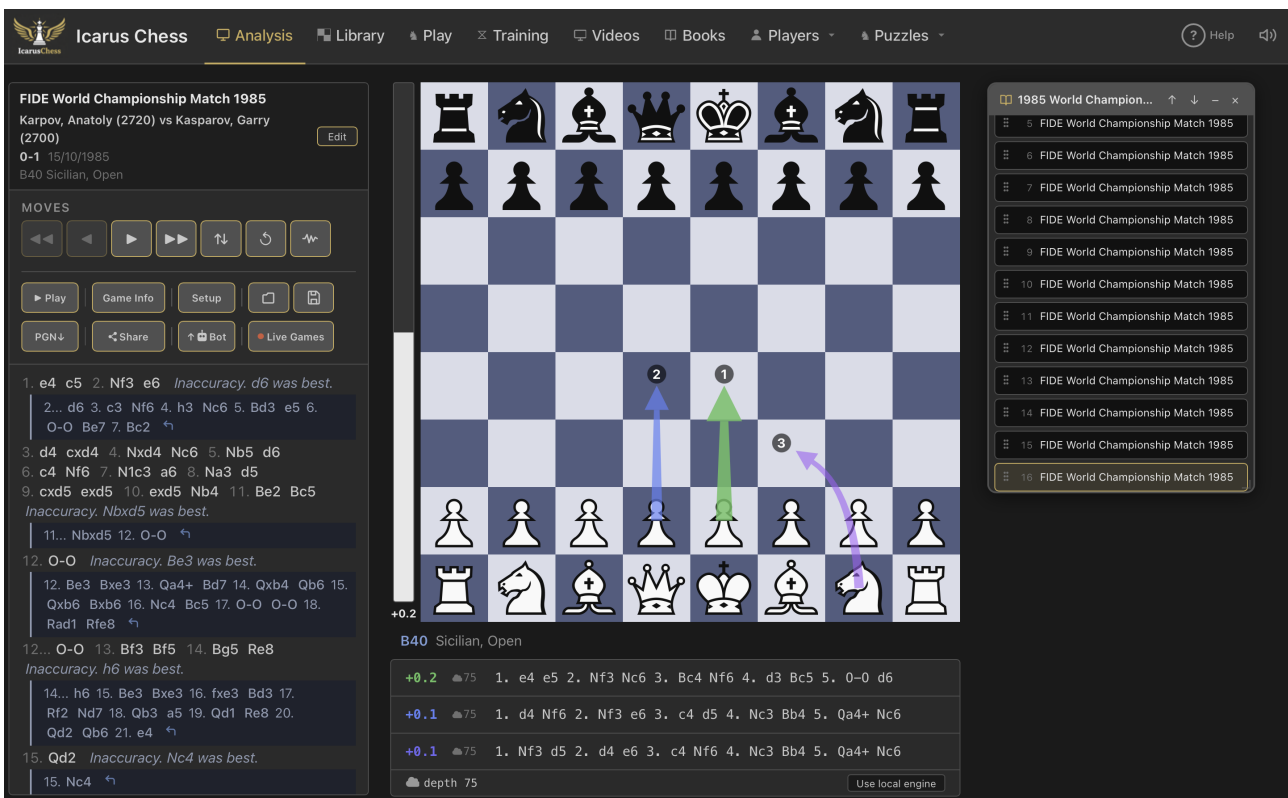 IcarusChess
Icarus Chess
Analysis
Library
Play
Training
Videos
Books
Players
Puzzles
? Help
FIDE World Championship Match 1985
Karpov, Anatoly (2720) vs Kasparov, Garry
(2700)
Edit
0-1 15/10/1985
B40 Sicilian, Open
MOVES
Play
Game Info
Setup
PGN↓
Share
↑ Bot
Live Games
1. e4 c5 2. Nf3 e6 Inaccuracy. d6 was best.
2... d6 3. c3 Nf6 4. h3 Nc6 5. Bd3 e5 6.
O-O Be7 7. Bc2
3. d4 cxd4 4. Nxd4 Nc6 5. Nb5 d6
6. c4 Nf6 7. N1c3 a6 8. Na3 d5
9. cxd5 exd5 10. exd5 Nb4 11. Be2 Bc5
Inaccuracy. Nbxd5 was best.
11... Nbxd5 12. O-O
12. O-O Inaccuracy. Be3 was best.
12. Be3 Bxe3 13. Qa4+ Bd7 14. Qxb4 Qb6 15.
Qxb6 Bxb6 16. Nc4 Bc5 17. O-O O-O 18.
Rad1 Rfe8
12... O-O 13. Bf3 Bf5 14. Bg5 Re8
Inaccuracy. h6 was best.
14... h6 15. Be3 Bxe3 16. fxe3 Bd3 17.
Rf2 Nd7 18. Qb3 a5 19. Qd1 Re8 20.
Qd2 Qb6 21. e4
15. Qd2 Inaccuracy. Nc4 was best.
15. Nc4
2
1
3
+0.2
B40 Sicilian, Open
+0.2 75 1. e4 e5 2. Nf3 Nc6 3. Bc4 Nf6 4. d3 Bc5 5. O-O d6
+0.1 75 1. d4 Nf6 2. Nf3 e6 3. c4 d5 4. Nc3 Bb4 5. Qa4+ Nc6
+0.1 75 1. Nf3 d5 2. d4 e6 3. c4 Nf6 4. Nc3 Bb4 5. Qa4+ Nc6
depth 75
Use local engine
1985 World Champion... ↑ ↓ – ×
5 FIDE World Championship Match 1985
6 FIDE World Championship Match 1985
7 FIDE World Championship Match 1985
8 FIDE World Championship Match 1985
9 FIDE World Championship Match 1985
10 FIDE World Championship Match 1985
11 FIDE World Championship Match 1985
12 FIDE World Championship Match 1985
13 FIDE World Championship Match 1985
14 FIDE World Championship Match 1985
15 FIDE World Championship Match 1985
16 FIDE World Championship Match 1985